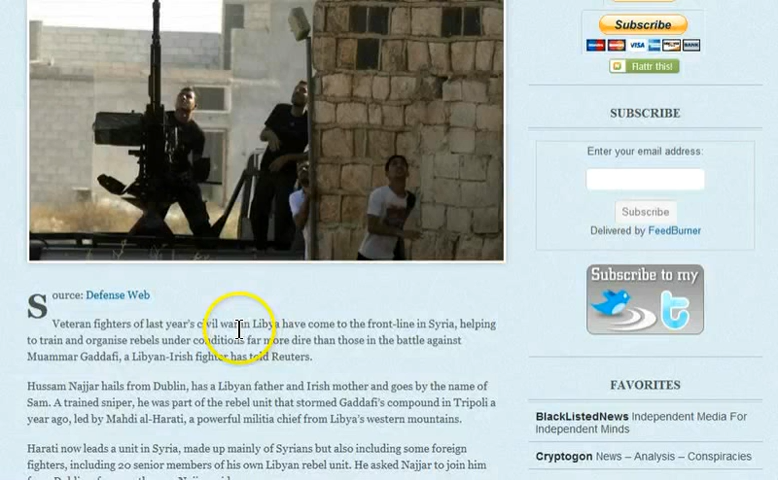 Source: Defense Web
Veteran fighters of last year's civil war in Libya have come to the front-line in Syria, helping
to train and organise rebels under conditions far more dire than those in the battle against
Muammar Gaddafi, a Libyan-Irish fighter has told Reuters.
Hussam Najjar hails from Dublin, has a Libyan father and Irish mother and goes by the name of
Sam. A trained sniper, he was part of the rebel unit that stormed Gaddafi's compound in Tripoli a
year ago, led by Mahdi al-Harati, a powerful militia chief from Libya's western mountains.
Harati now leads a unit in Syria, made up mainly of Syrians but also including some foreign
fighters, including 20 senior members of his own Libyan rebel unit. He asked Najjar to join him
Subscribe
VISA
Flattr this!
SUBSCRIBE
Enter your email address:
Subscribe
Delivered by FeedBurner
Subscribe to my
t
FAVORITES
BlackListedNews Independent Media For
Independent Minds
Cryptogon News – Analysis – Conspiracies